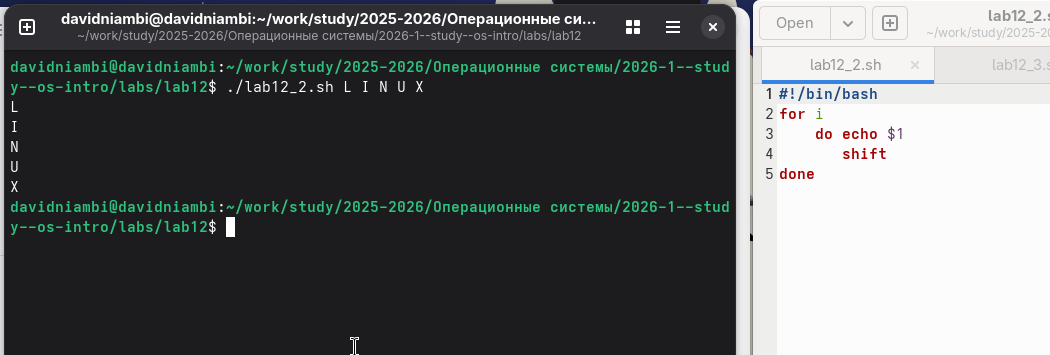 davidniambi@davidniambi:~/work/study/2025-2026/Операционные си...
~/work/study/2025-2026/Операционные системы/2026-1--study--os-intro/labs/lab12
davidniambi@davidniambi:~/work/study/2025-2026/Операционные системы/2026-1--stud
y--os-intro/labs/lab12$ ./lab12_2.sh L I N U X
L
I
N
U
X
davidniambi@davidniambi:~/work/study/2025-2026/Операционные системы/2026-1--stud
y--os-intro/labs/lab12$
Open
lab12_2.s
~/work/study/2025-20
lab12_2.sh × lab12_3.s
1 #!/bin/bash
2 for i
3     do echo $1
4        shift
5 done